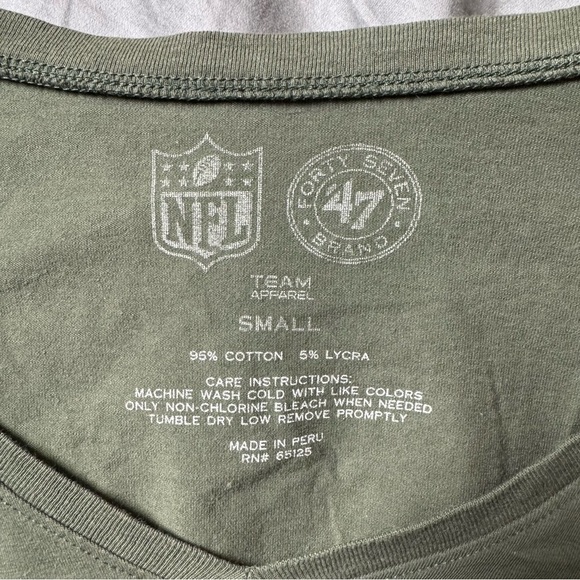 NFL
FORTY SEVEN
47
BRAND
TEAM
APPAREL
SMALL
95% COTTON 5% LYCRA
CARE INSTRUCTIONS:
MACHINE WASH COLD WITH LIKE COLORS
ONLY NON-CHLORINE BLEACH WHEN NEEDED
TUMBLE DRY LOW REMOVE PROMPTLY
MADE IN PERU
RN# 65125